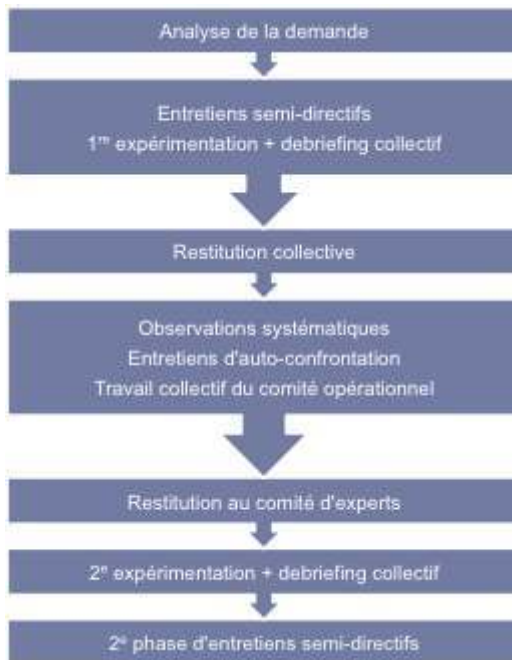 Analyse de la demande
Entretiens semi-directifs
1re expérimentation + debriefing collectif
Restitution collective
Observations systématiques
Entretiens d'auto-confrontation
Travail collectif du comité opérationnel
Restitution au comité d'experts
2e expérimentation + debriefing collectif
2e phase d'entretiens semi-directifs